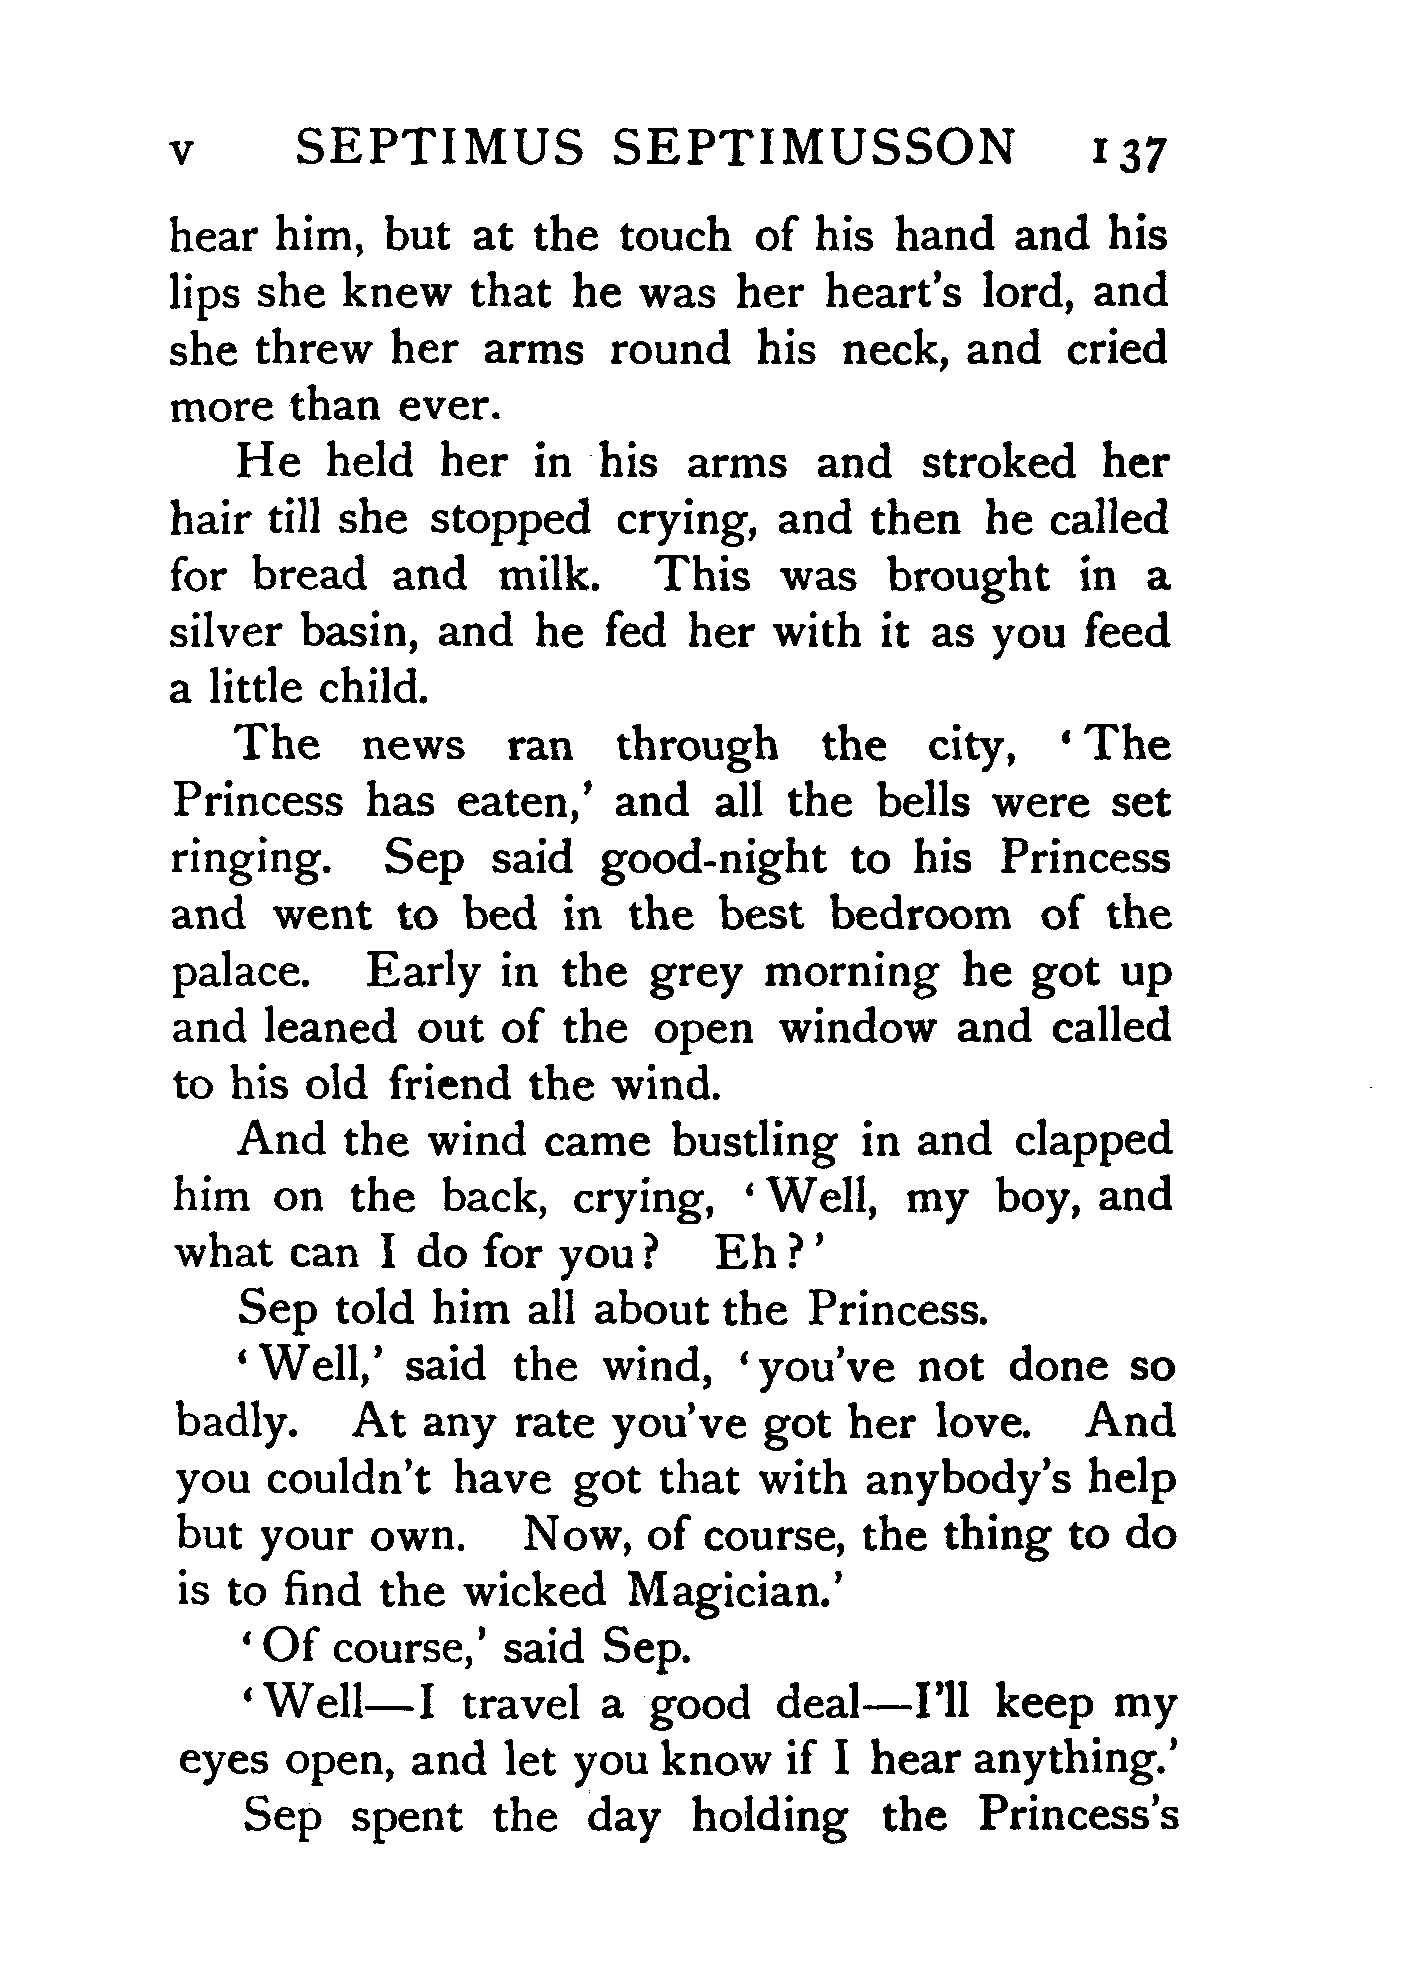 v SEPTIMUS SEPTIMUSSON 137
hear him, but at the touch of his hand and his
lips she knew that he was her heart's lord, and
she threw her arms round his neck, and cried
more than ever.
He held her in his arms and stroked her
hair till she stopped crying, and then he called
for bread and milk. This was brought in a
silver basin, and he fed her with it as you feed
a little child.
The news ran through the city, ‘The
Princess has eaten,’ and all the bells were set
ringing. Sep said good-night to his Princess
and went to bed in the best bedroom of the
palace. Early in the grey morning he got up
and leaned out of the open window and called
to his old friend the wind.
And the wind came bustling in and clapped
him on the back, crying, ‘Well, my boy, and
what can I do for you? Eh?’
Sep told him all about the Princess.
‘Well,’ said the wind, ‘you've not done so
badly. At any rate you've got her love. And
you couldn't have got that with anybody's help
but your own. Now, of course, the thing to do
is to find the wicked Magician.’
‘Of course,’ said Sep.
‘Well—I travel a good deal—I'll keep my
eyes open, and let you know if I hear anything.’
Sep spent the day holding the Princess's